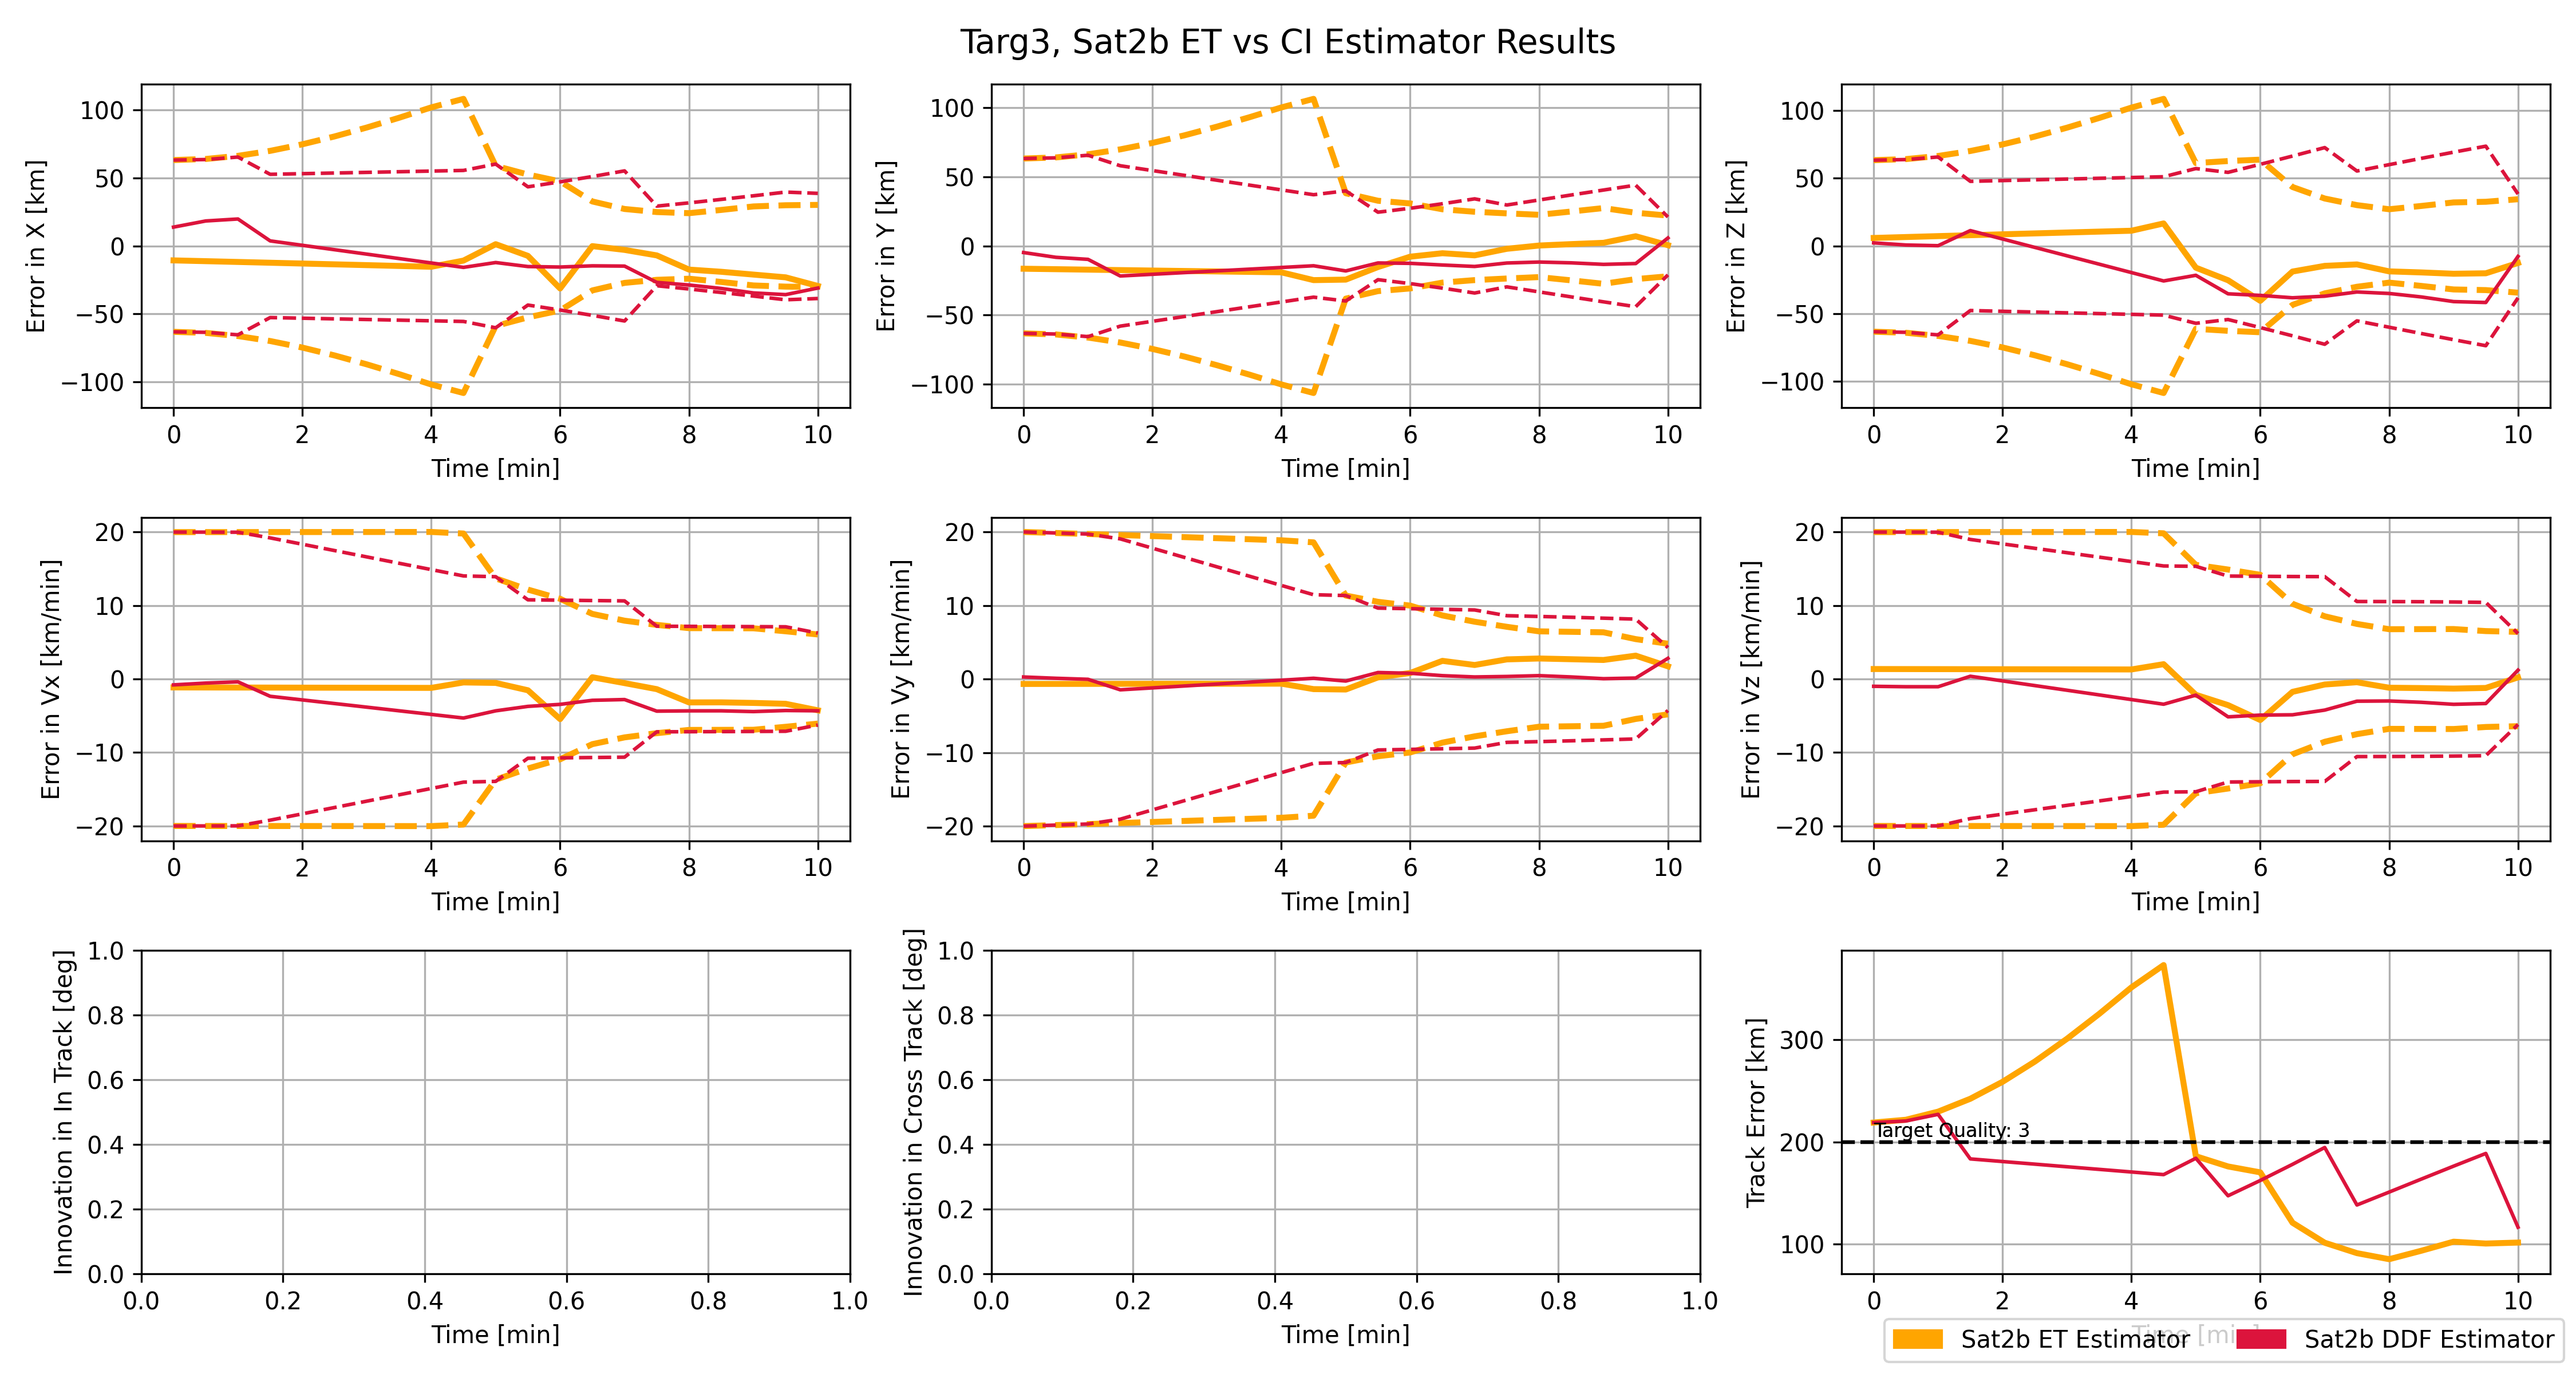 Targ3, Sat2b ET vs CI Estimator Results
Error in X [km]
100
50
0
−50
−100
0 2 4 6 8 10
Time [min]
Error in Y [km]
100
50
0
−50
−100
0 2 4 6 8 10
Time [min]
Error in Z [km]
100
50
0
−50
−100
0 2 4 6 8 10
Time [min]
Error in Vx [km/min]
20
10
0
−10
−20
0 2 4 6 8 10
Time [min]
Error in Vy [km/min]
20
10
0
−10
−20
0 2 4 6 8 10
Time [min]
Error in Vz [km/min]
20
10
0
−10
−20
0 2 4 6 8 10
Time [min]
Innovation in In Track [deg]
1.0
0.8
0.6
0.4
0.2
0.0
0.0 0.2 0.4 0.6 0.8 1.0
Time [min]
Innovation in Cross Track [deg]
1.0
0.8
0.6
0.4
0.2
0.0
0.0 0.2 0.4 0.6 0.8 1.0
Time [min]
Track Error [km]
300
200
100
Target Quality: 3
0 2 4 6 8 10
Time [min]
Sat2b ET Estimator
Sat2b DDF Estimator